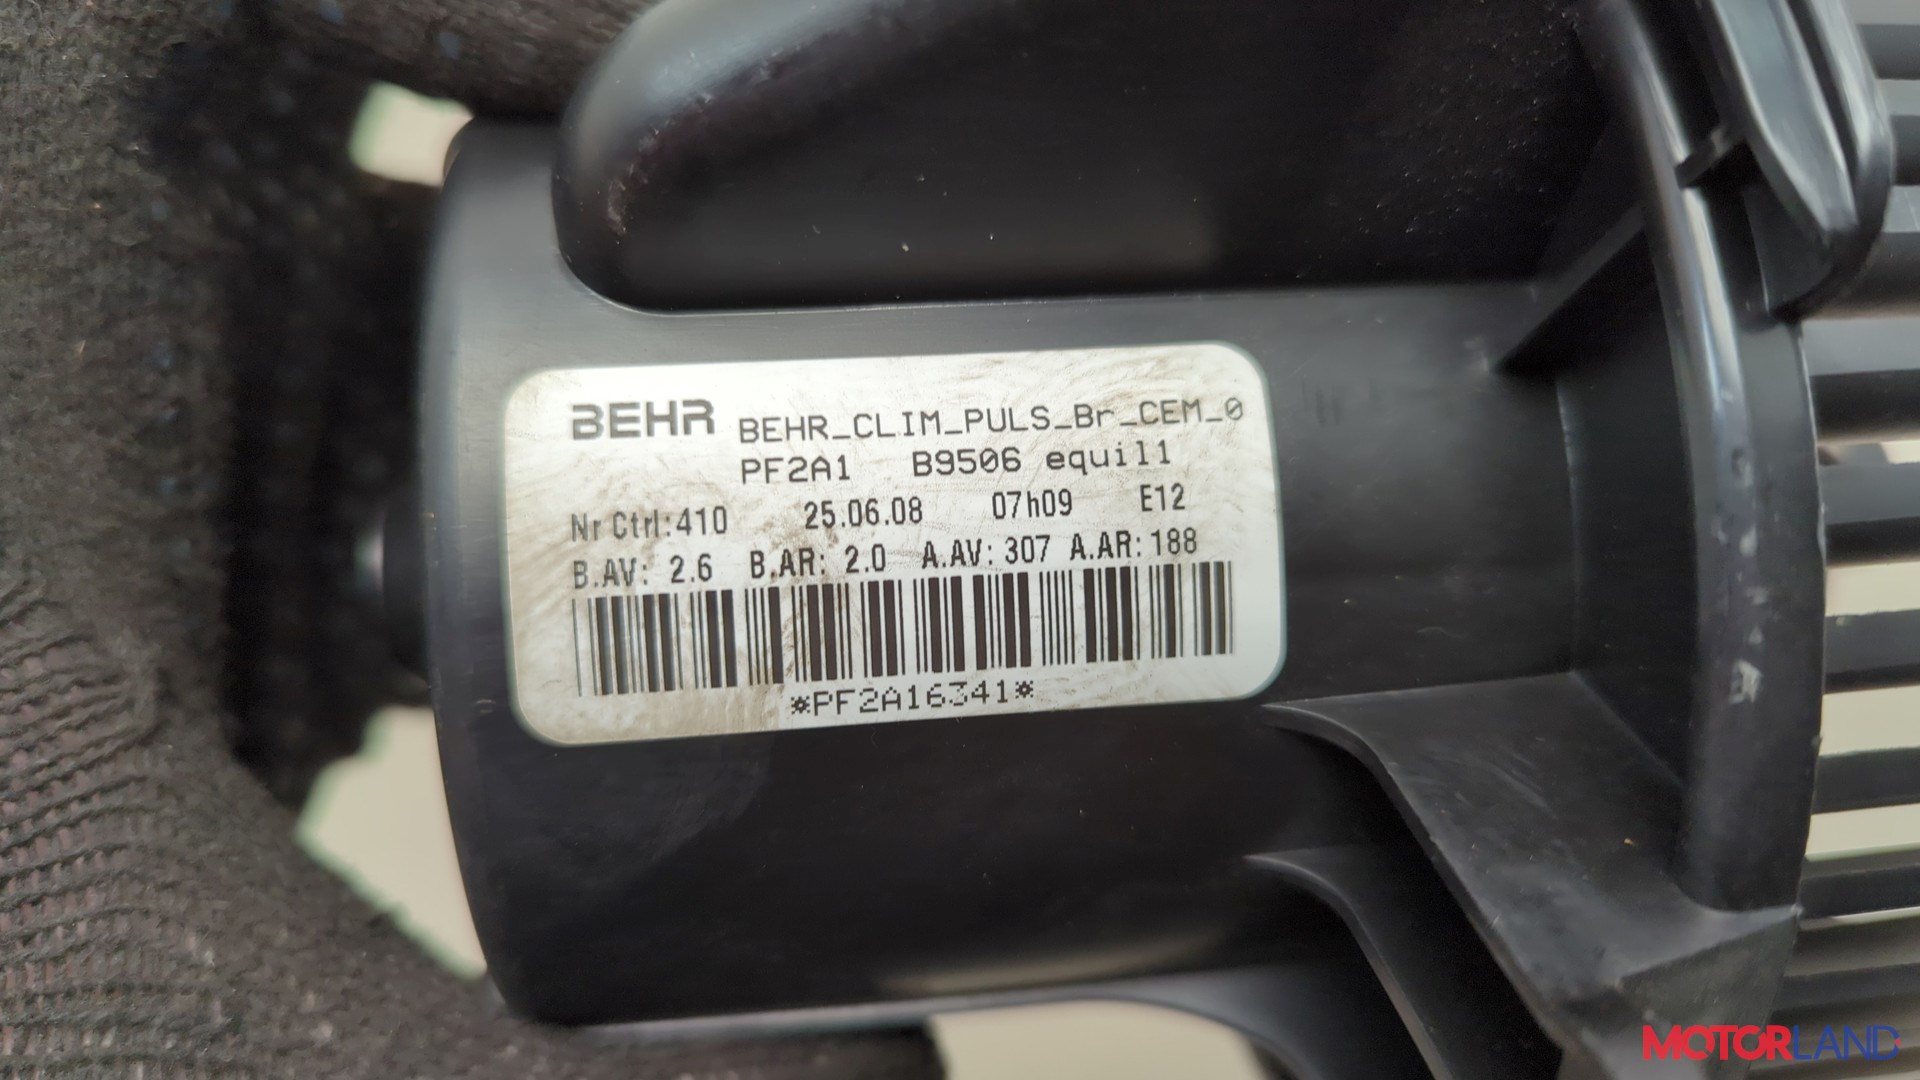 BEHR BEHR_CLIM_PULS_Br_CEM_0
PF2A1 B9506 equil1
Nr Ctrl:410 25.06.08 07h09 E12
B.AV: 2.6 B.AR: 2.0 A.AV: 307 A.AR: 188
*PF2A16341*
MOTORLAND